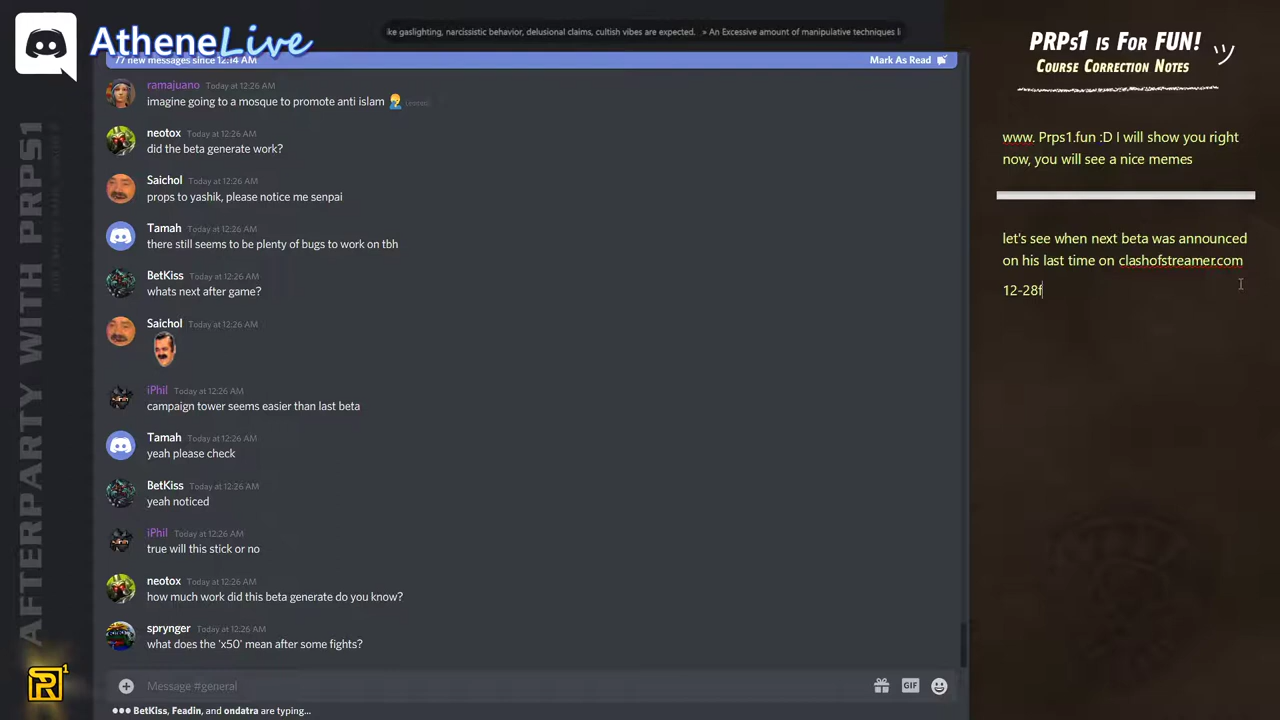 AtheneLive
ke gaslighting, narcissistic behavior, delusional claims, cultish vibes are expected. .» An Excessive amount of manipulative techniques li
77 new messages since 12:14 AM
Mark As Read
ramajuano Today at 12:26 AM
imagine going to a mosque to promote anti islam 🤦‍♂️ (edited)
neotox Today at 12:26 AM
did the beta generate work?
Saichol Today at 12:26 AM
props to yashik, please notice me senpai
Tamah Today at 12:26 AM
there still seems to be plenty of bugs to work on tbh
BetKiss Today at 12:26 AM
whats next after game?
Saichol Today at 12:26 AM
iPhil Today at 12:26 AM
campaign tower seems easier than last beta
Tamah Today at 12:26 AM
yeah please check
BetKiss Today at 12:26 AM
yeah noticed
iPhil Today at 12:26 AM
true will this stick or no
neotox Today at 12:26 AM
how much work did this beta generate do you know?
sprynger Today at 12:26 AM
what does the 'x50' mean after some fights?
Message #general
GIF
BetKiss, Feadin, and ondatra are typing...
AFTERPARTY WITH PRPS1
R1
PRPs1 is For FUN!
Course Correction Notes
ツ
www. Prps1.fun :D I will show you right
now, you will see a nice memes
let's see when next beta was announced
on his last time on clashofstreamer.com
12-28f